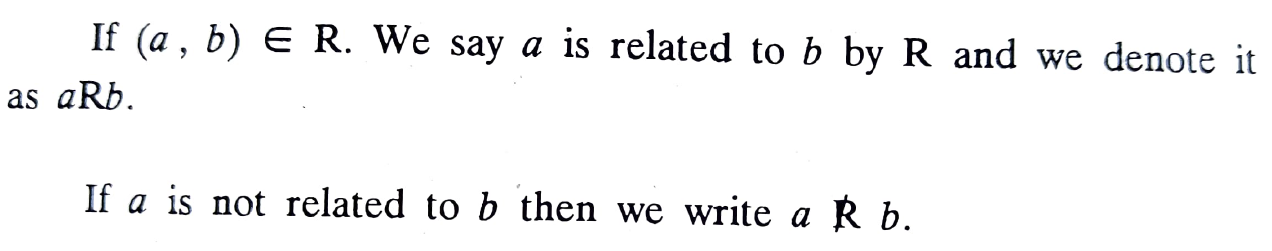 If (a , b) ∈ R. We say a is related to b by R and we denote it
as aRb.
If a is not related to b then we write a R̸ b.